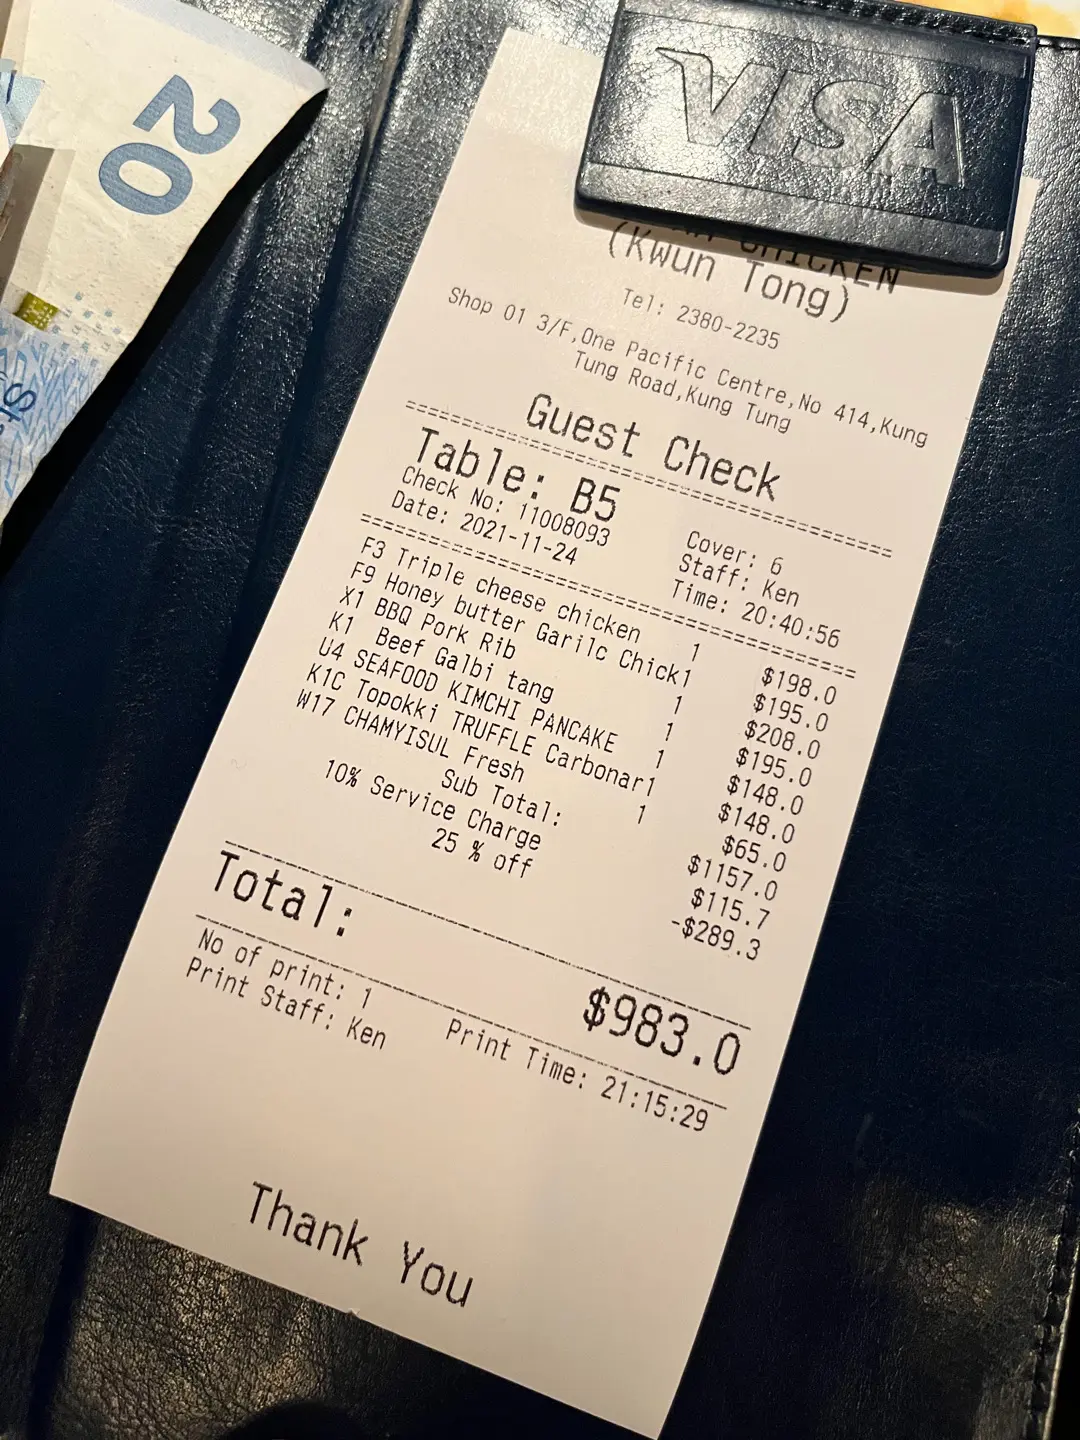 20
VISA
CHICKEN
(Kwun Tong)
Tel: 2380-2235
Shop 01 3/F,One Pacific Centre,No 414,Kung
Tung Road,Kung Tung
Guest Check
Table: B5
Check No: 11008093 Cover: 6
Date: 2021-11-24 Staff: Ken
Time: 20:40:56
F3 Triple cheese chicken 1 $198.0
F9 Honey butter Garilc Chick1 $195.0
X1 BBQ Pork Rib 1 $208.0
K1 Beef Galbi tang 1 $195.0
U4 SEAFOOD KIMCHI PANCAKE 1 $148.0
K1C Topokki TRUFFLE Carbonar1 $148.0
W17 CHAMYISUL Fresh 1 $65.0
Sub Total: $1157.0
10% Service Charge $115.7
25 % off -$289.3
Total: $983.0
No of print: 1
Print Staff: Ken Print Time: 21:15:29
Thank You